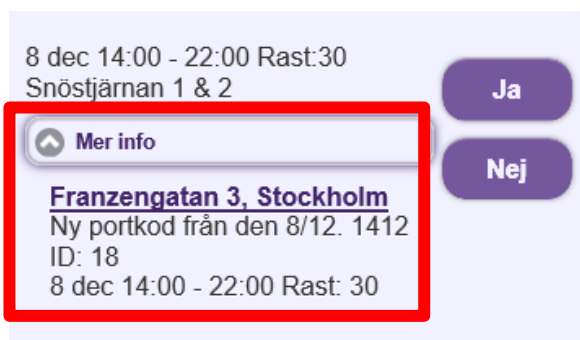 8 dec 14:00 - 22:00 Rast:30
Snöstjärnan 1 & 2
Ja
Mer info
Nej
Franzengatan 3, Stockholm
Ny portkod från den 8/12. 1412
ID: 18
8 dec 14:00 - 22:00 Rast: 30